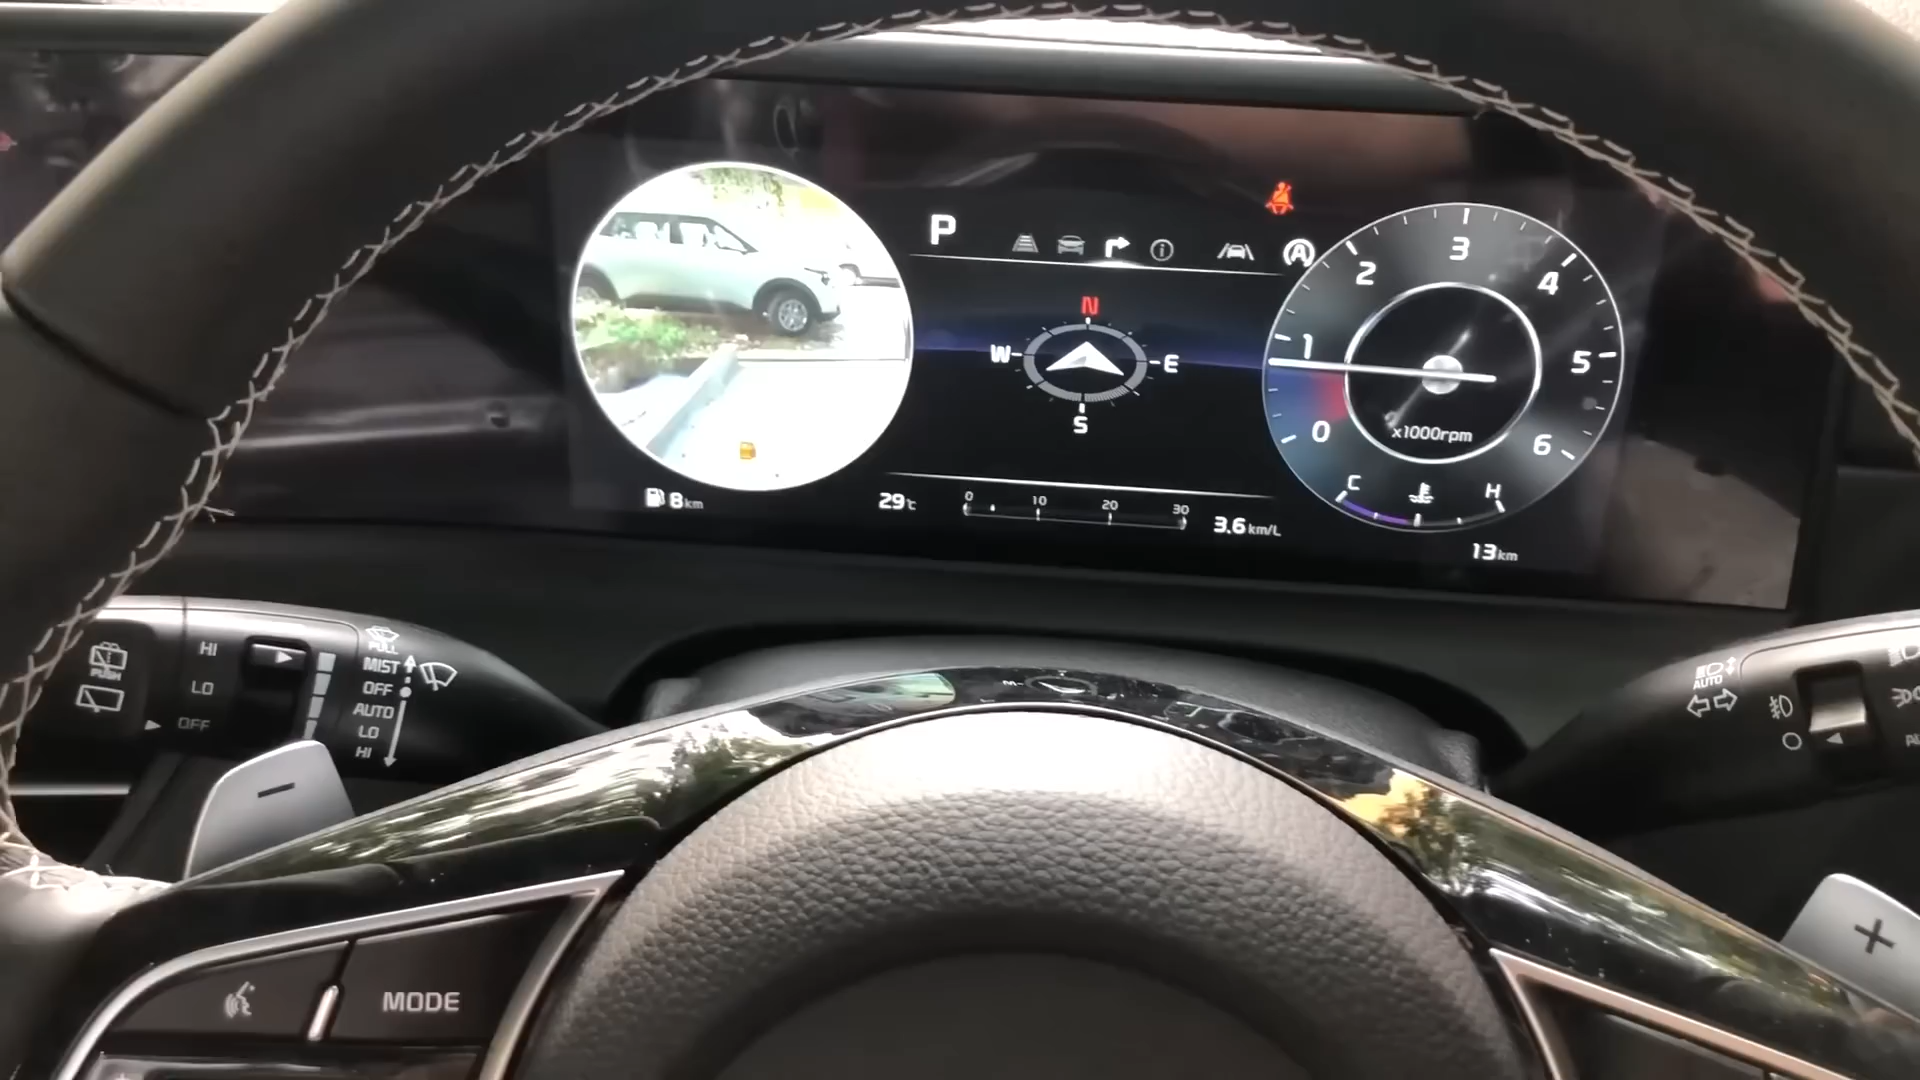 P
A
N
W
E
S
3
2
4
1
5
0
6
x1000rpm
C
H
8km
29℃
0 10 20 30
3.6km/L
13km
PUSH
HI
LO
OFF
PULL
MIST
OFF
AUTO
LO
HI
AUTO
−
+
MODE